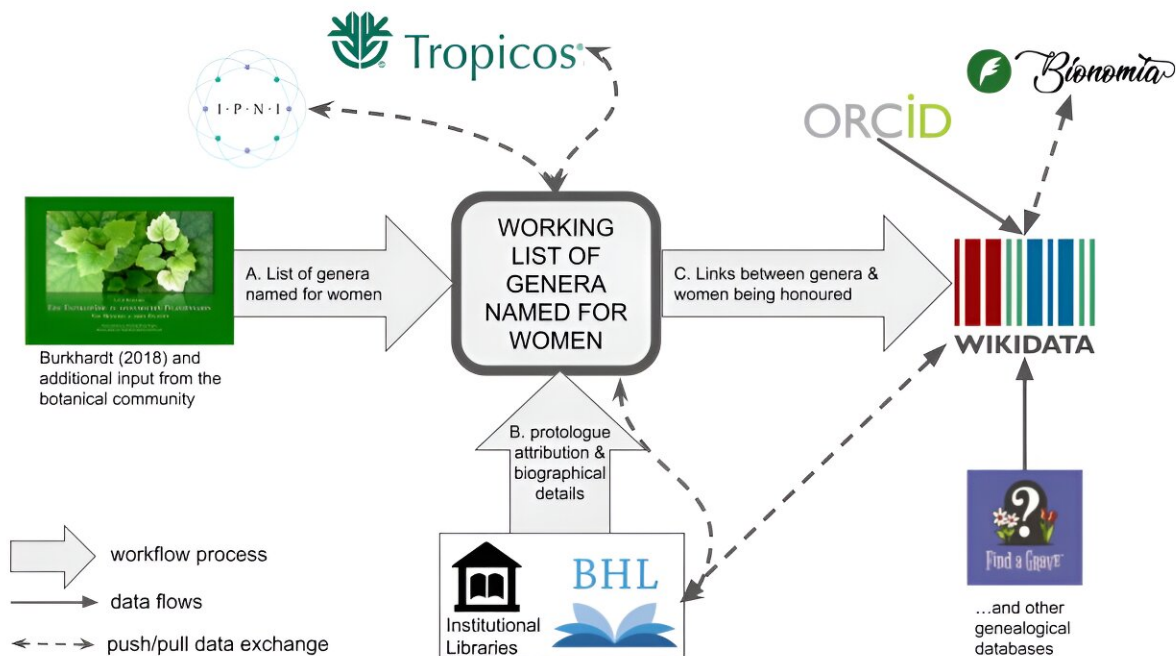 Tropicos
I·P·N·I
Bionomia
ORCiD
A. List of genera
named for women
WORKING
LIST OF
GENERA
NAMED FOR
WOMEN
C. Links between genera &
women being honoured
WIKIDATA
Burkhardt (2018) and
additional input from the
botanical community
B. protologue
attribution &
biographical
details
workflow process
data flows
push/pull data exchange
Institutional
Libraries
BHL
?
Find a Grave
...and other
genealogical
databases